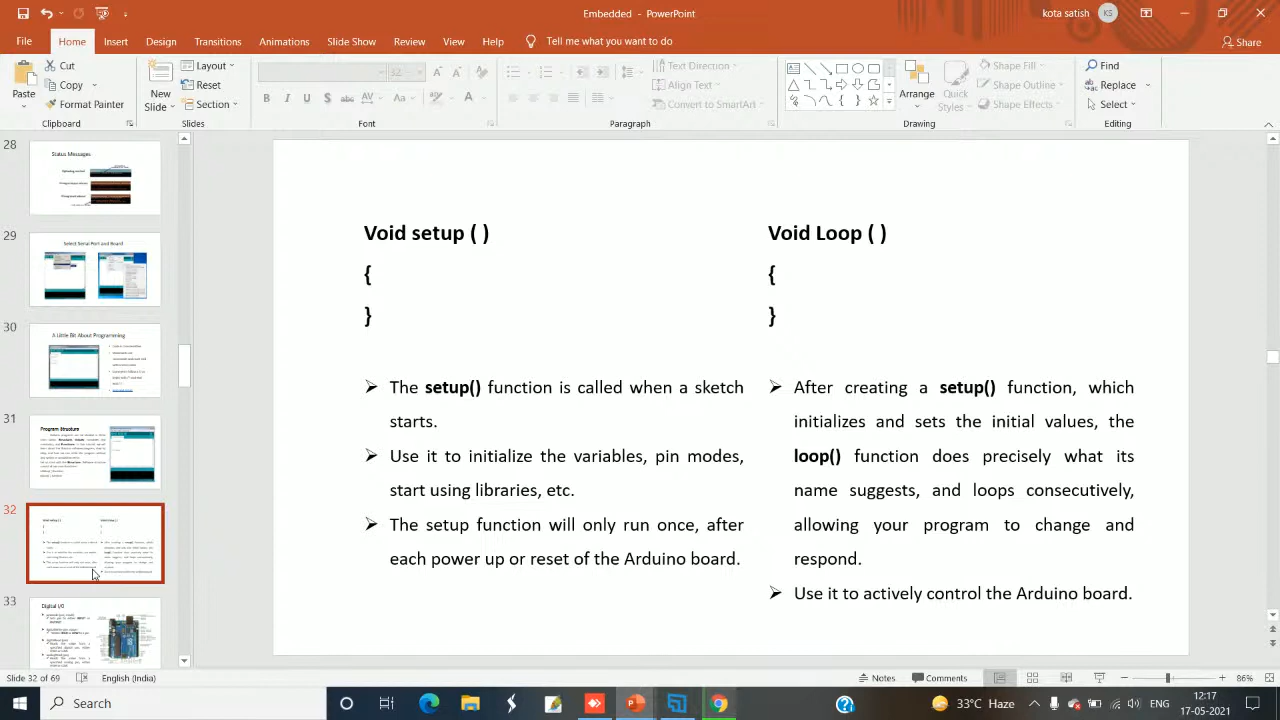 Embedded - PowerPoint
kota satish
KS
File
Home
Insert
Design
Transitions
Animations
Slide Show
Review
View
Help
Tell me what you want to do
Share
Paste
Cut
Copy
Format Painter
Clipboard
New
Slide
Layout
Reset
Section
Slides
32
Font
Text Direction
Align Text
Convert to SmartArt
Paragraph
Arrange
Quick
Styles
Shape Fill
Shape Outline
Shape Effects
Drawing
Find
Replace
Select
Editing
28
Status Messages
29
Select Serial Port and Board
30
A Little Bit About Programming
31
Program Structure
32
33
Digital I/O
Void setup ( )
{
}
➢ The setup() function is called when a sketch
starts.
➢ Use it to initialize the variables, pin modes,
start using libraries, etc.
➢ The setup function will only run once, after
each power up or reset of the Arduino board.
Void Loop ( )
{
}
➢ After creating a setup() function, which
initializes and sets the initial values, the
loop() function does precisely what its
name suggests, and loops consecutively,
allowing your program to change and
respond.
➢ Use it to actively control the Arduino board.
Slide 32 of 69
English (India)
Notes
Comments
86%
Search
33°C Haze
ENG
12:17
17-05-2021